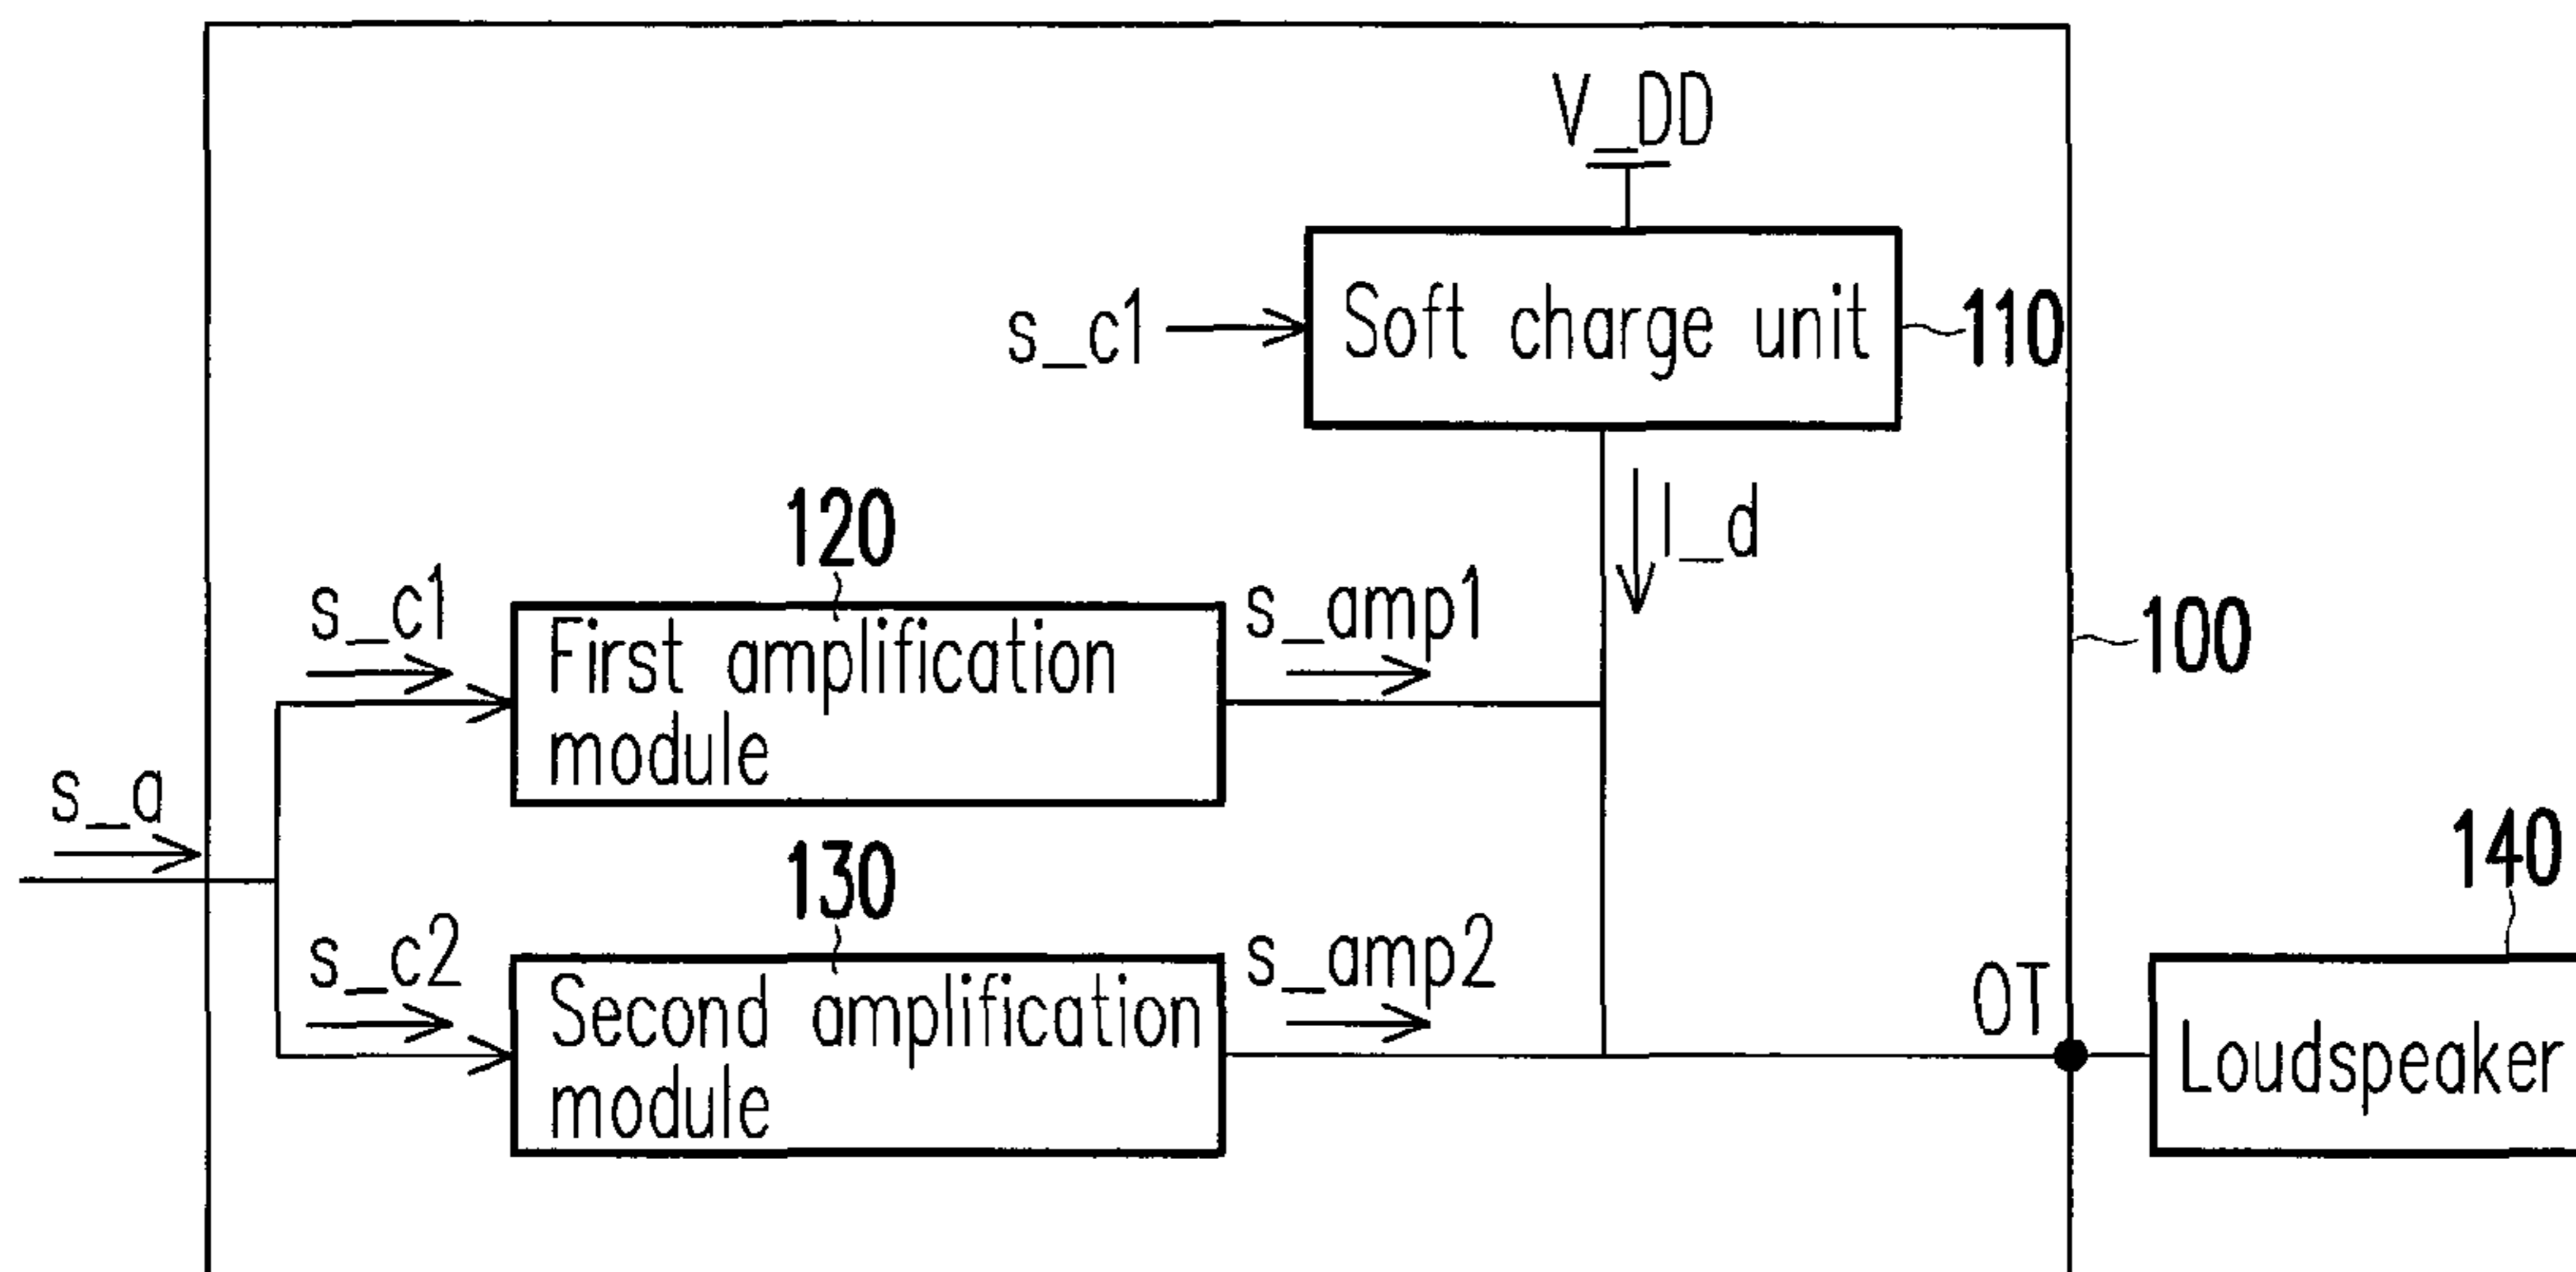 V_DD
s_c1
Soft charge unit
110
I_d
120
s_c1
First amplification
module
s_amp1
100
s_a
130
s_c2
Second amplification
module
s_amp2
OT
140
Loudspeaker